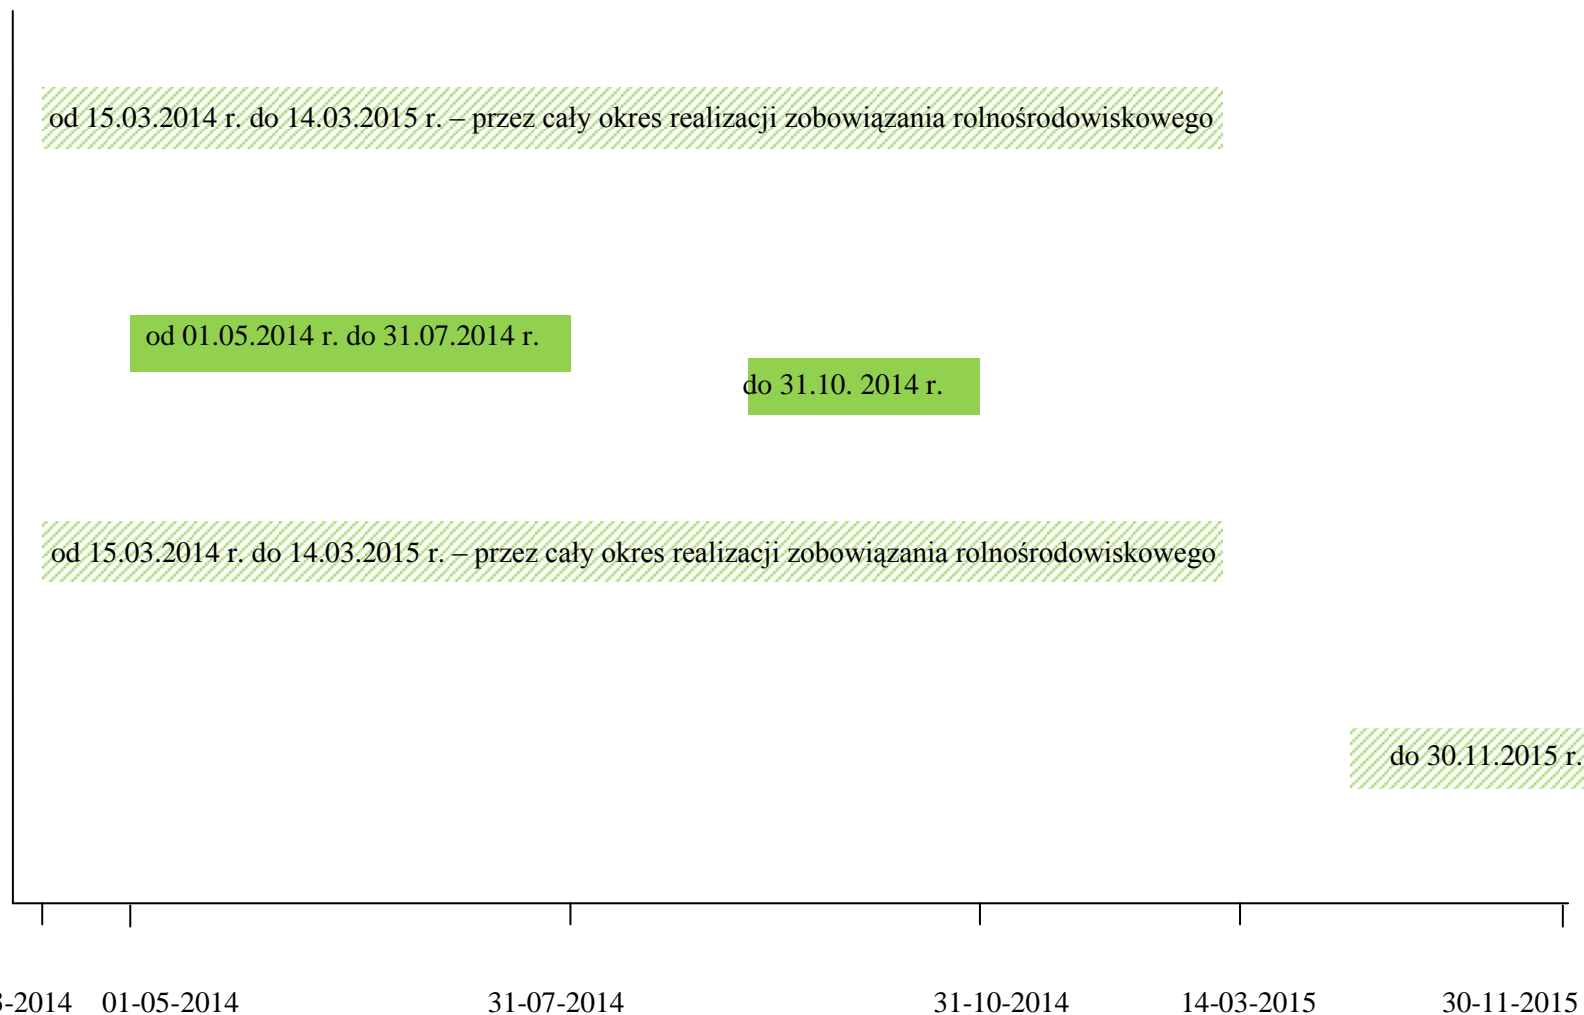 od 15.03.2014 r. do 14.03.2015 r. – przez cały okres realizacji zobowiązania rolnośrodowiskowego
od 01.05.2014 r. do 31.07.2014 r.
do 31.10. 2014 r.
od 15.03.2014 r. do 14.03.2015 r. – przez cały okres realizacji zobowiązania rolnośrodowiskowego
do 30.11.2015 r.
-2014 01-05-2014 31-07-2014 31-10-2014 14-03-2015 30-11-2015